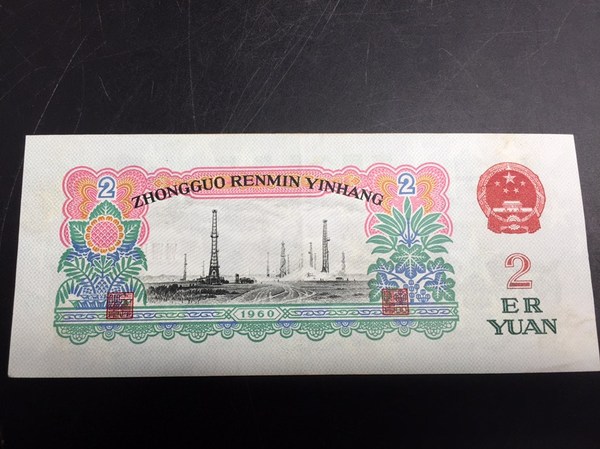 2
ZHONGGUO RENMIN YINHANG
2
1960
2
ER
YUAN